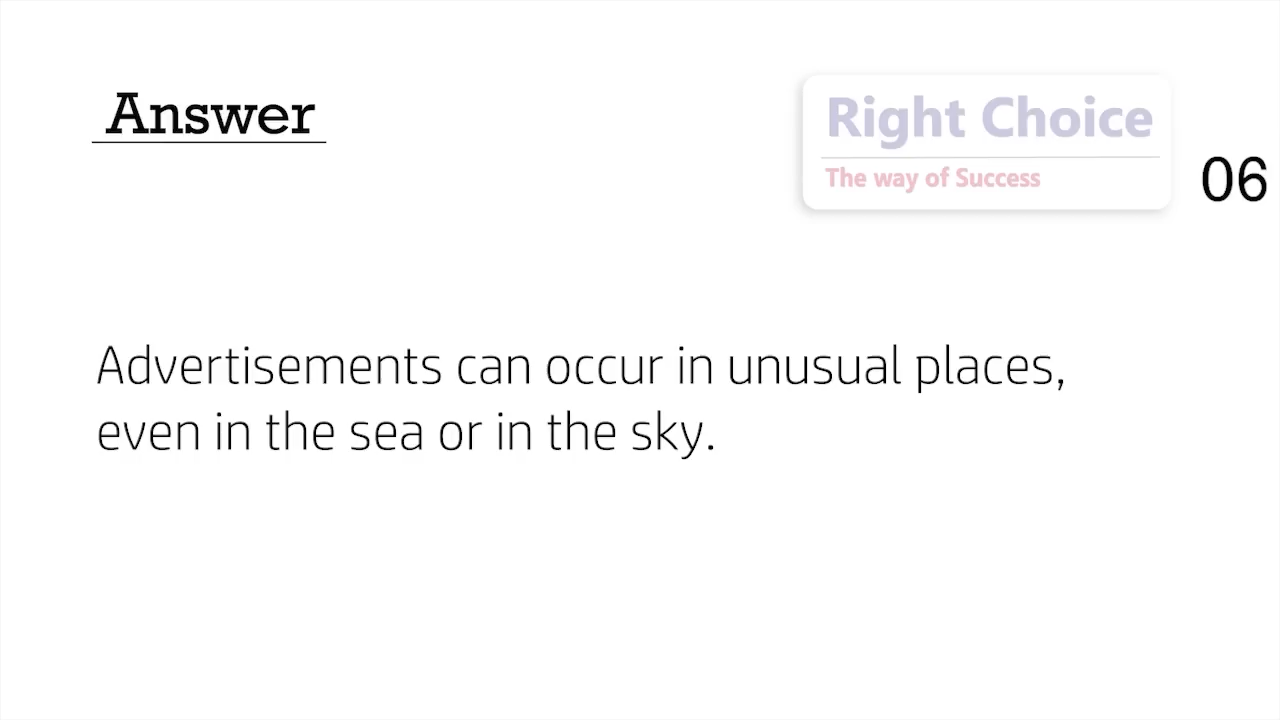 Answer
Right Choice
The way of Success
06
Advertisements can occur in unusual places,
even in the sea or in the sky.